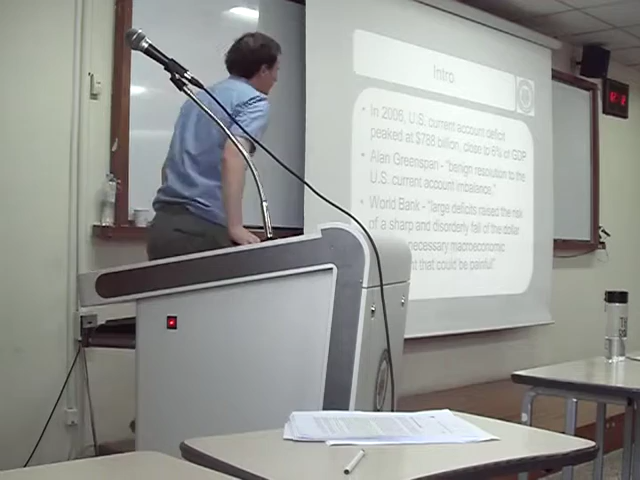 Intro
• In 2006, U.S. current account deficit
peaked at $788 billion, close to 6% of GDP
• Alan Greenspan - "benign resolution to the
U.S. current account imbalance."
• World Bank - "large deficits raised the risk
of a sharp and disorderly fall of the dollar
necessary macroeconomic
that could be painful"